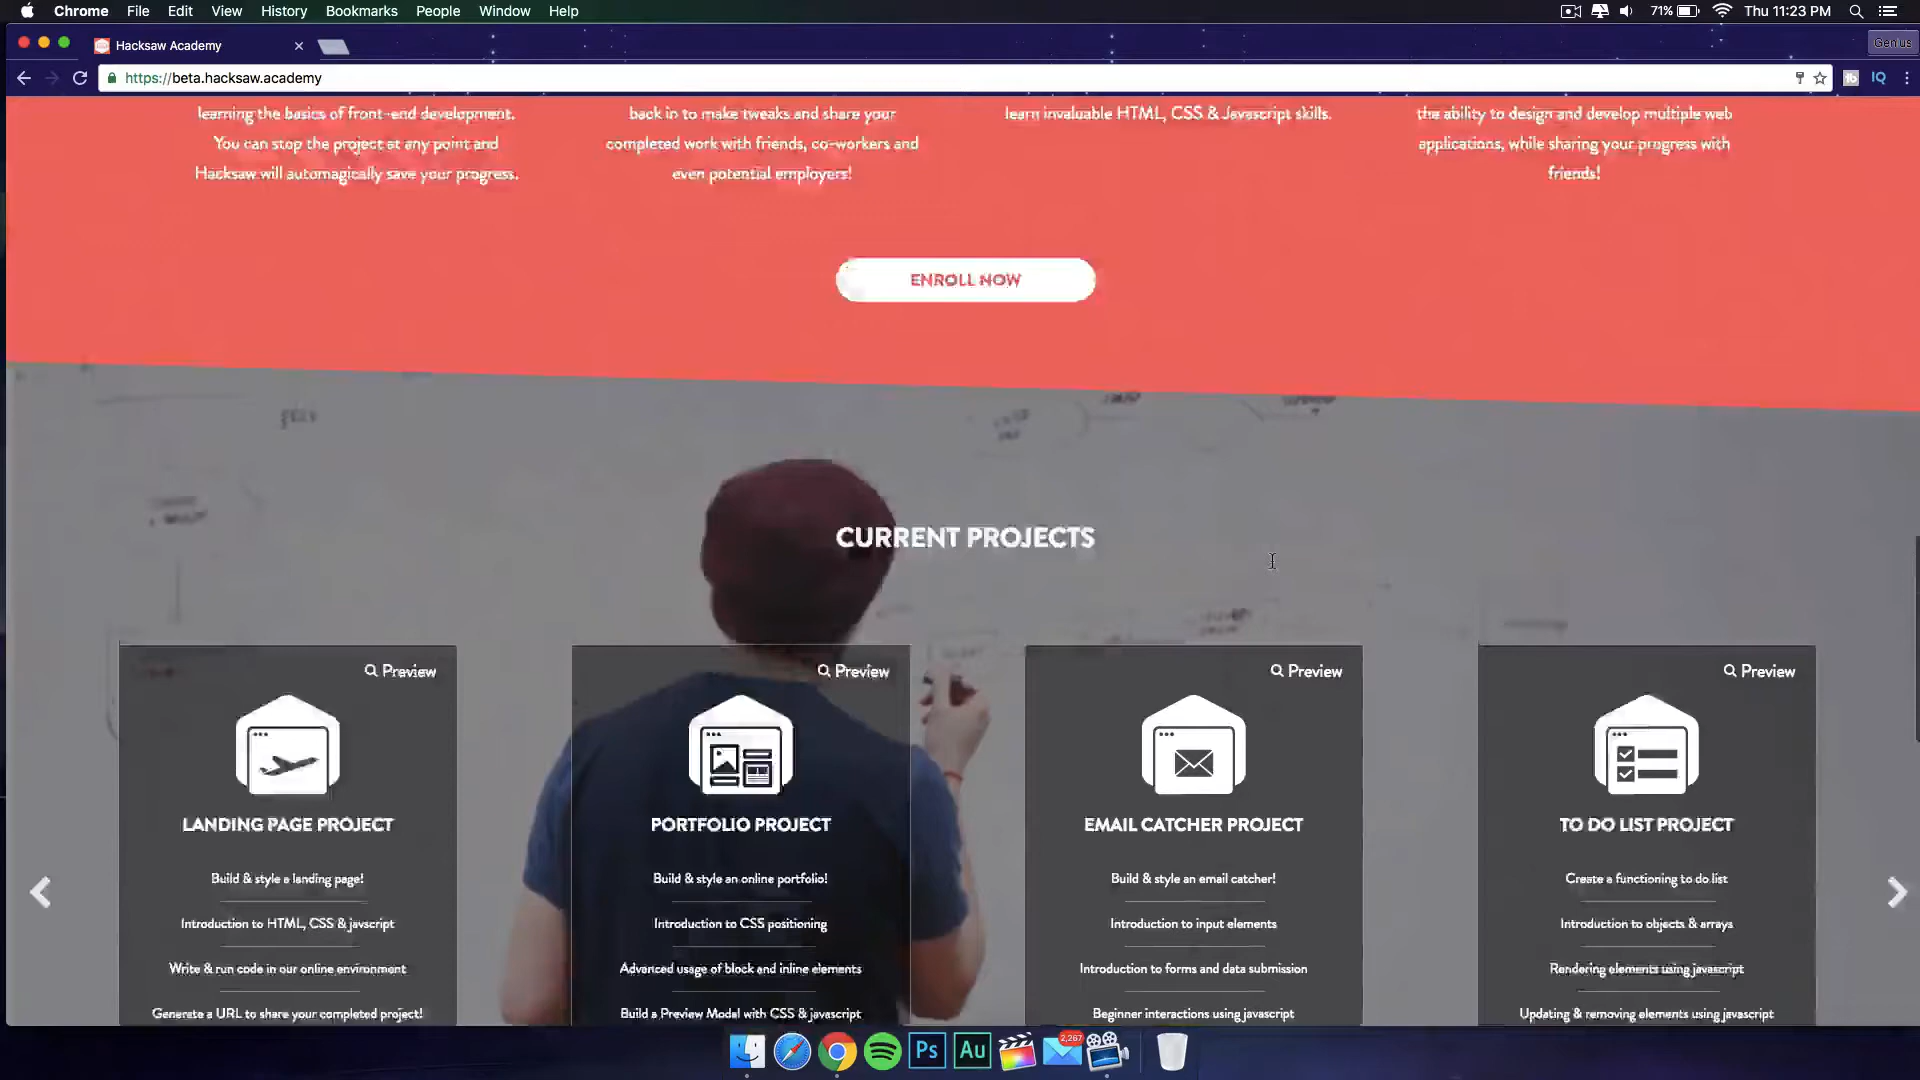 Chrome File Edit View History Bookmarks People Window Help 71% Thu 11:23 PM
Hacksaw Academy
Genius
https://beta.hacksaw.academy
IQ
learning the basics of front-end development.
You can stop the project at any point and
Hacksaw will automagically save your progress.
back in to make tweaks and share your
completed work with friends, co-workers and
even potential employers!
learn invaluable HTML, CSS & Javascript skills.
the ability to design and develop multiple web
applications, while sharing your progress with
friends!
ENROLL NOW
CURRENT PROJECTS
Preview
LANDING PAGE PROJECT
Build & style a landing page!
Introduction to HTML, CSS & javscript
Write & run code in our online environment
Generate a URL to share your completed project!
Preview
PORTFOLIO PROJECT
Build & style an online portfolio!
Introduction to CSS positioning
Advanced usage of block and inline elements
Build a Preview Modal with CSS & javascript
Preview
EMAIL CATCHER PROJECT
Build & style an email catcher!
Introduction to input elements
Introduction to forms and data submission
Beginner interactions using javascript
Preview
TO DO LIST PROJECT
Create a functioning to do list
Introduction to objects & arrays
Rendering elements using javascript
Updating & removing elements using javascript
Ps
Au
2,267